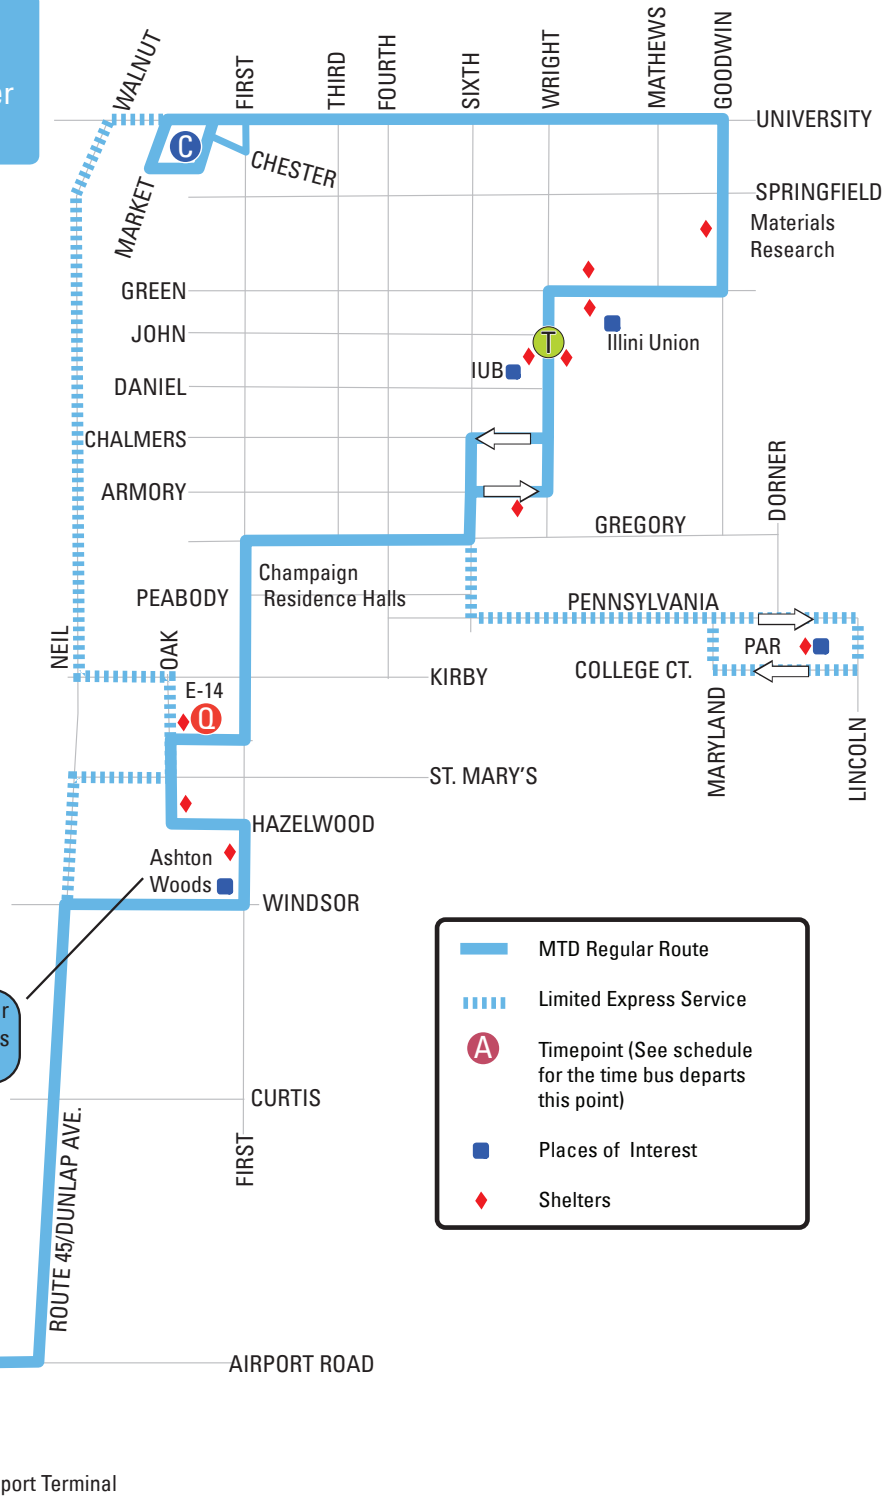 er
WALNUT
FIRST
THIRD
FOURTH
SIXTH
WRIGHT
MATHEWS
GOODWIN
UNIVERSITY
C
CHESTER
MARKET
SPRINGFIELD
Materials
Research
GREEN
JOHN
T
Illini Union
IUB
DANIEL
CHALMERS
ARMORY
DORNER
GREGORY
Champaign
Residence Halls
PEABODY
PENNSYLVANIA
NEIL
OAK
PAR
KIRBY
COLLEGE CT.
E-14
Q
MARYLAND
LINCOLN
ST. MARY'S
HAZELWOOD
Ashton
Woods
WINDSOR
r
s
MTD Regular Route
Limited Express Service
A
Timepoint (See schedule
for the time bus departs
this point)
Places of Interest
Shelters
CURTIS
FIRST
ROUTE 45/DUNLAP AVE.
AIRPORT ROAD
port Terminal